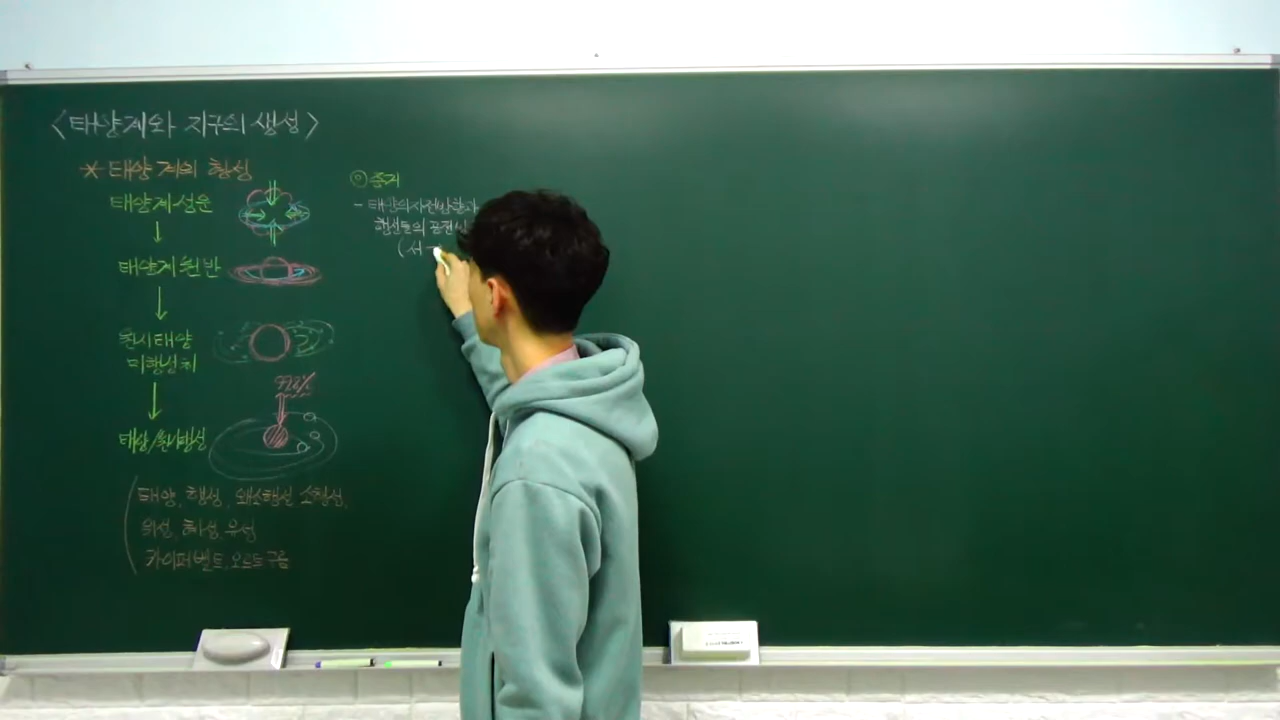 <태양계와 지구의 생성>
* 태양계의 형성
태양계 성운
↓
태양계 원반
↓
원시 태양
미행성체
↓
태양/원시행성
(태양, 행성, 왜소행성 소행성,
위성, 혜성, 유성
카이퍼벨트, 오르트구름
◎ 증거
- 태양의 자전방향과
행성들의 공전
(서